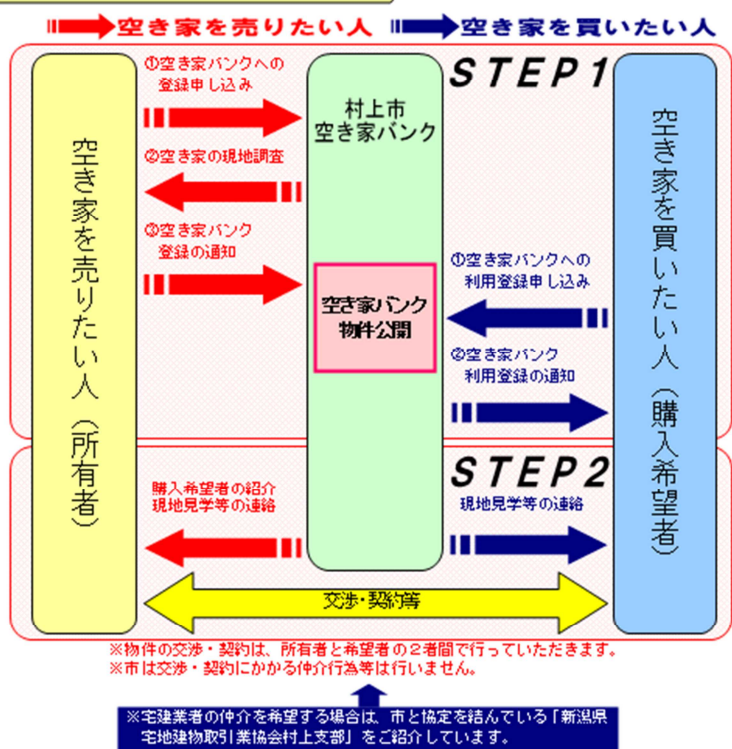 空き家を売りたい人
空き家を買いたい人
STEP1
空き家を売りたい人（所有者）
①空き家バンクへの
登録申し込み
②空き家の現地調査
③空き家バンク
登録の通知
村上市
空き家バンク
空き家バンク
物件公開
①空き家バンクへの
利用登録申し込み
②空き家バンク
利用登録の通知
空き家を買いたい人（購入希望者）
STEP2
購入希望者の紹介
現地見学等の連絡
現地見学等の連絡
交渉・契約等
※物件の交渉・契約は、所有者と希望者の２者間で行っていただきます。
※市は交渉・契約にかかる仲介行為等は行いません。
※宅建業者の仲介を希望する場合は、市と協定を結んでいる「新潟県
宅地建物取引業協会村上支部」をご紹介しています。